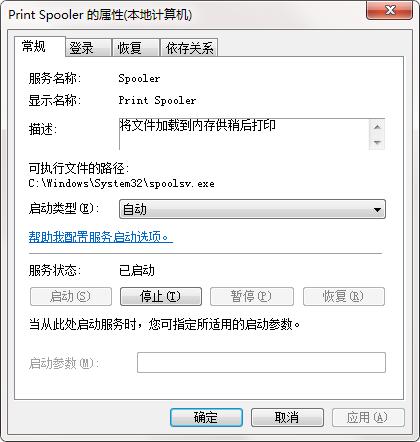 Print Spooler 的属性(本地计算机)
常规 登录 恢复 依存关系
服务名称: Spooler
显示名称: Print Spooler
描述: 将文件加载到内存供稍后打印
可执行文件的路径:
C:\Windows\System32\spoolsv.exe
启动类型(E): 自动
帮助我配置服务启动选项。
服务状态: 已启动
启动(S) 停止(T) 暂停(P) 恢复(R)
当从此处启动服务时，您可指定所适用的启动参数。
启动参数(M):
确定 取消 应用(A)